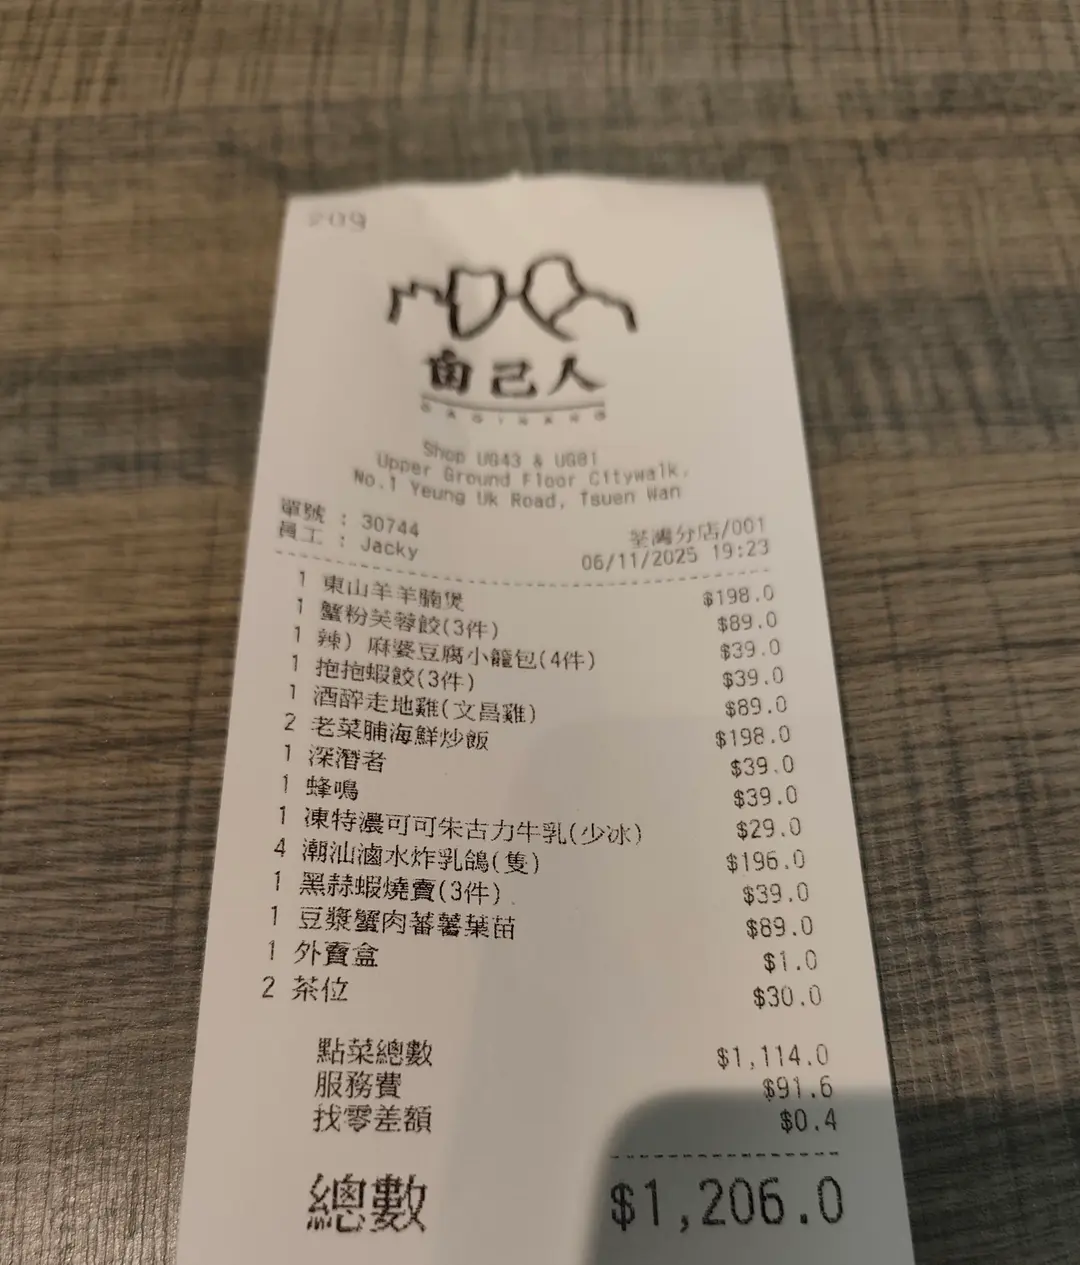 209
自己人
GAGINANG
Shop UG43 & UG81
Upper Ground Floor Citywalk,
No.1 Yeung Uk Road, Tsuen Wan
單號 : 30744 荃灣分店/001
員工 : Jacky 06/11/2025 19:23
1 東山羊羊腩煲 $198.0
1 蟹粉芙蓉餃(3件) $89.0
1 辣) 麻婆豆腐小籠包(4件) $39.0
1 抱抱蝦餃(3件) $39.0
1 酒醉走地雞(文昌雞) $89.0
2 老菜脯海鮮炒飯 $198.0
1 深潛者 $39.0
1 蜂鳴 $39.0
1 凍特濃可可朱古力牛乳(少冰) $29.0
4 潮汕滷水炸乳鴿(隻) $196.0
1 黑蒜蝦燒賣(3件) $39.0
1 豆漿蟹肉蕃薯葉苗 $89.0
1 外賣盒 $1.0
2 茶位 $30.0
點菜總數 $1,114.0
服務費 $91.6
找零差額 $0.4
總數 $1,206.0